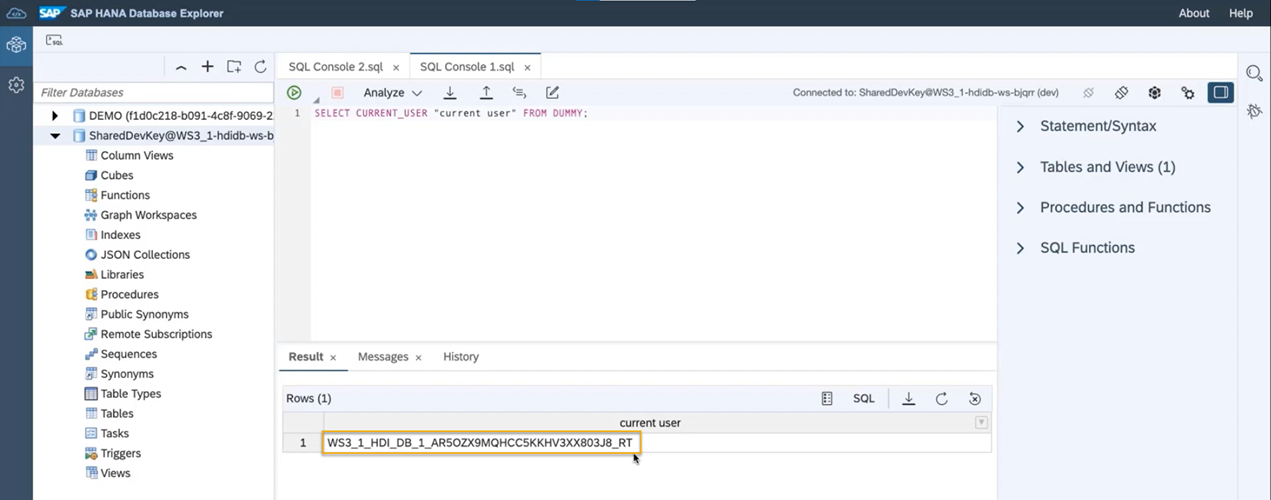 SAP SAP HANA Database Explorer About Help
SQL
Filter Databases
DEMO (f1d0c218-b091-4c8f-9069-2
SharedDevKey@WS3_1-hdidb-ws-b
Column Views
Cubes
Functions
Graph Workspaces
Indexes
JSON Collections
Libraries
Procedures
Public Synonyms
Remote Subscriptions
Sequences
Synonyms
Table Types
Tables
Tasks
Triggers
Views
SQL Console 2.sql SQL Console 1.sql
Analyze Connected to: SharedDevKey@WS3_1-hdidb-ws-bjqrr (dev)
1 SELECT CURRENT_USER "current user" FROM DUMMY;
Statement/Syntax
Tables and Views (1)
Procedures and Functions
SQL Functions
Result Messages History
Rows (1) SQL
current user
1 WS3_1_HDI_DB_1_AR5OZX9MQHCC5KKHV3XX803J8_RT